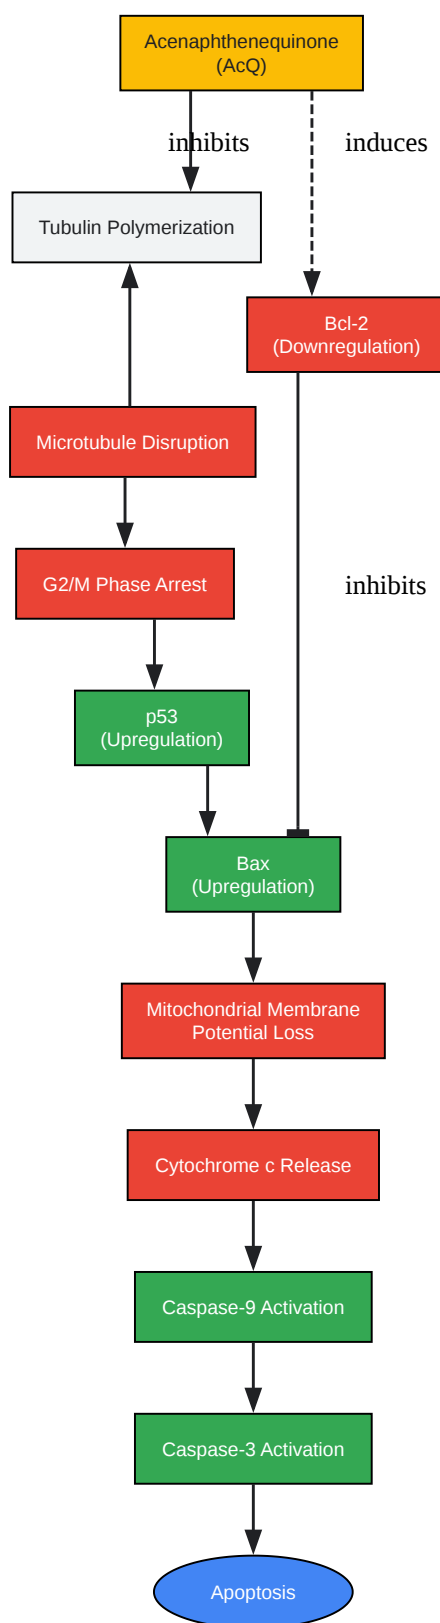 Acenaphthenequinone
(AcQ)
inhibits
induces
Tubulin Polymerization
Bcl-2
(Downregulation)
Microtubule Disruption
G2/M Phase Arrest
inhibits
p53
(Upregulation)
Bax
(Upregulation)
Mitochondrial Membrane
Potential Loss
Cytochrome c Release
Caspase-9 Activation
Caspase-3 Activation
Apoptosis